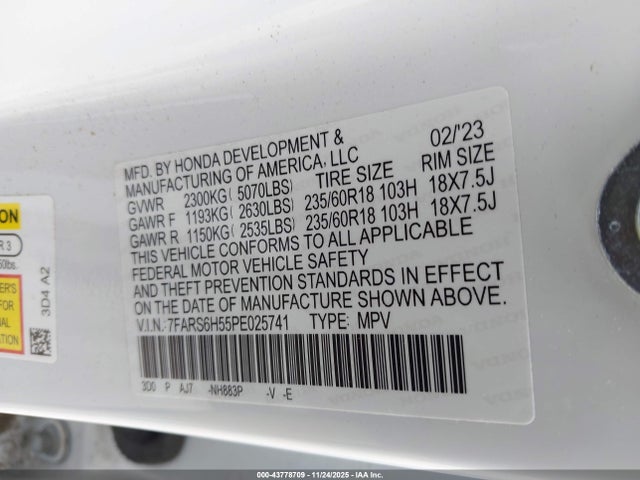 MFD. BY HONDA DEVELOPMENT & 02/'23
MANUFACTURING OF AMERICA, LLC
TIRE SIZE RIM SIZE
GVWR 2300KG( 5070LBS)
GAWR F 1193KG( 2630LBS) 235/60R18 103H 18X7.5J
GAWR R 1150KG( 2535LBS) 235/60R18 103H 18X7.5J
THIS VEHICLE CONFORMS TO ALL APPLICABLE
FEDERAL MOTOR VEHICLE SAFETY
AND THEFT PREVENTION STANDARDS IN EFFECT
ON THE DATE OF MANUFACTURE SHOWN ABOVE.
V.I.N.:7FARS6H55PE025741 TYPE: MPV
3D0 P AJ7 -NH883P -V -E
3D4 A2
000-43778709 - 11/24/2025 - IAA Inc.